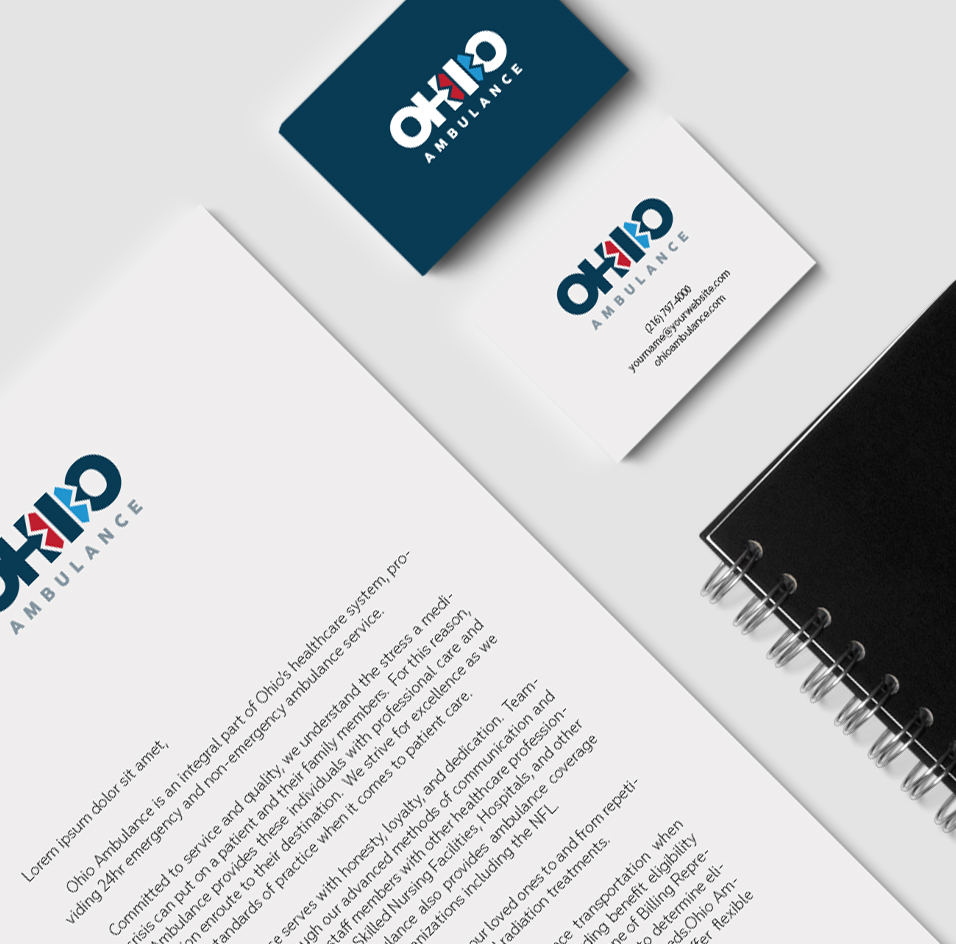 OHIO
AMBULANCE
OHIO
AMBULANCE
(216) 797-4000
yourname@yourwebsite.com
ohioambulance.com
OHIO
AMBULANCE
Lorem ipsum dolor sit amet,
Ohio Ambulance is an integral part of Ohio's healthcare system, pro-
viding 24hr emergency and non-emergency ambulance service.
Committed to service and quality, we understand the stress a medi-
crisis can put on a patient and their family members. For this reason,
Ambulance provides these individuals with professional care and
enroute to their destination. We strive for excellence as we
standards of practice when it comes to patient care.
serves with honesty, loyalty, and dedication. Team-
our advanced methods of communication and
staff members with other healthcare profession-
Skilled Nursing Facilities, Hospitals, and other
also provides ambulance coverage
including the NFL.
your loved ones to and from repeti-
radiation treatments.
transportation when
benefit eligibility
of Billing Repre-
to determine eli-
Ohio Am-
flexible